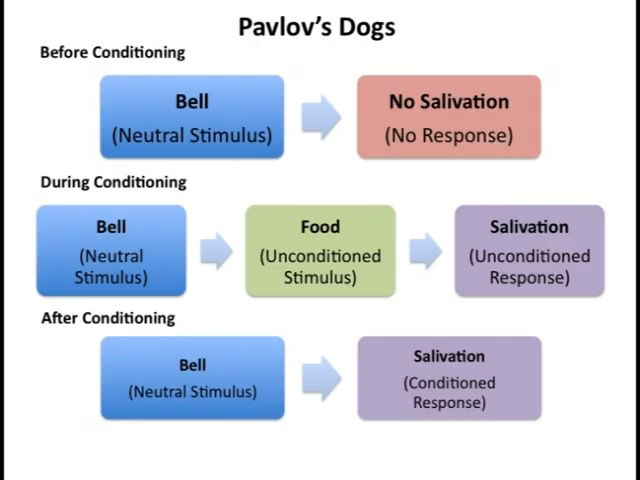 Pavlov's Dogs
Before Conditioning
Bell
(Neutral Stimulus)
No Salivation
(No Response)
During Conditioning
Bell
(Neutral
Stimulus)
Food
(Unconditioned
Stimulus)
Salivation
(Unconditioned
Response)
After Conditioning
Bell
(Neutral Stimulus)
Salivation
(Conditioned
Response)